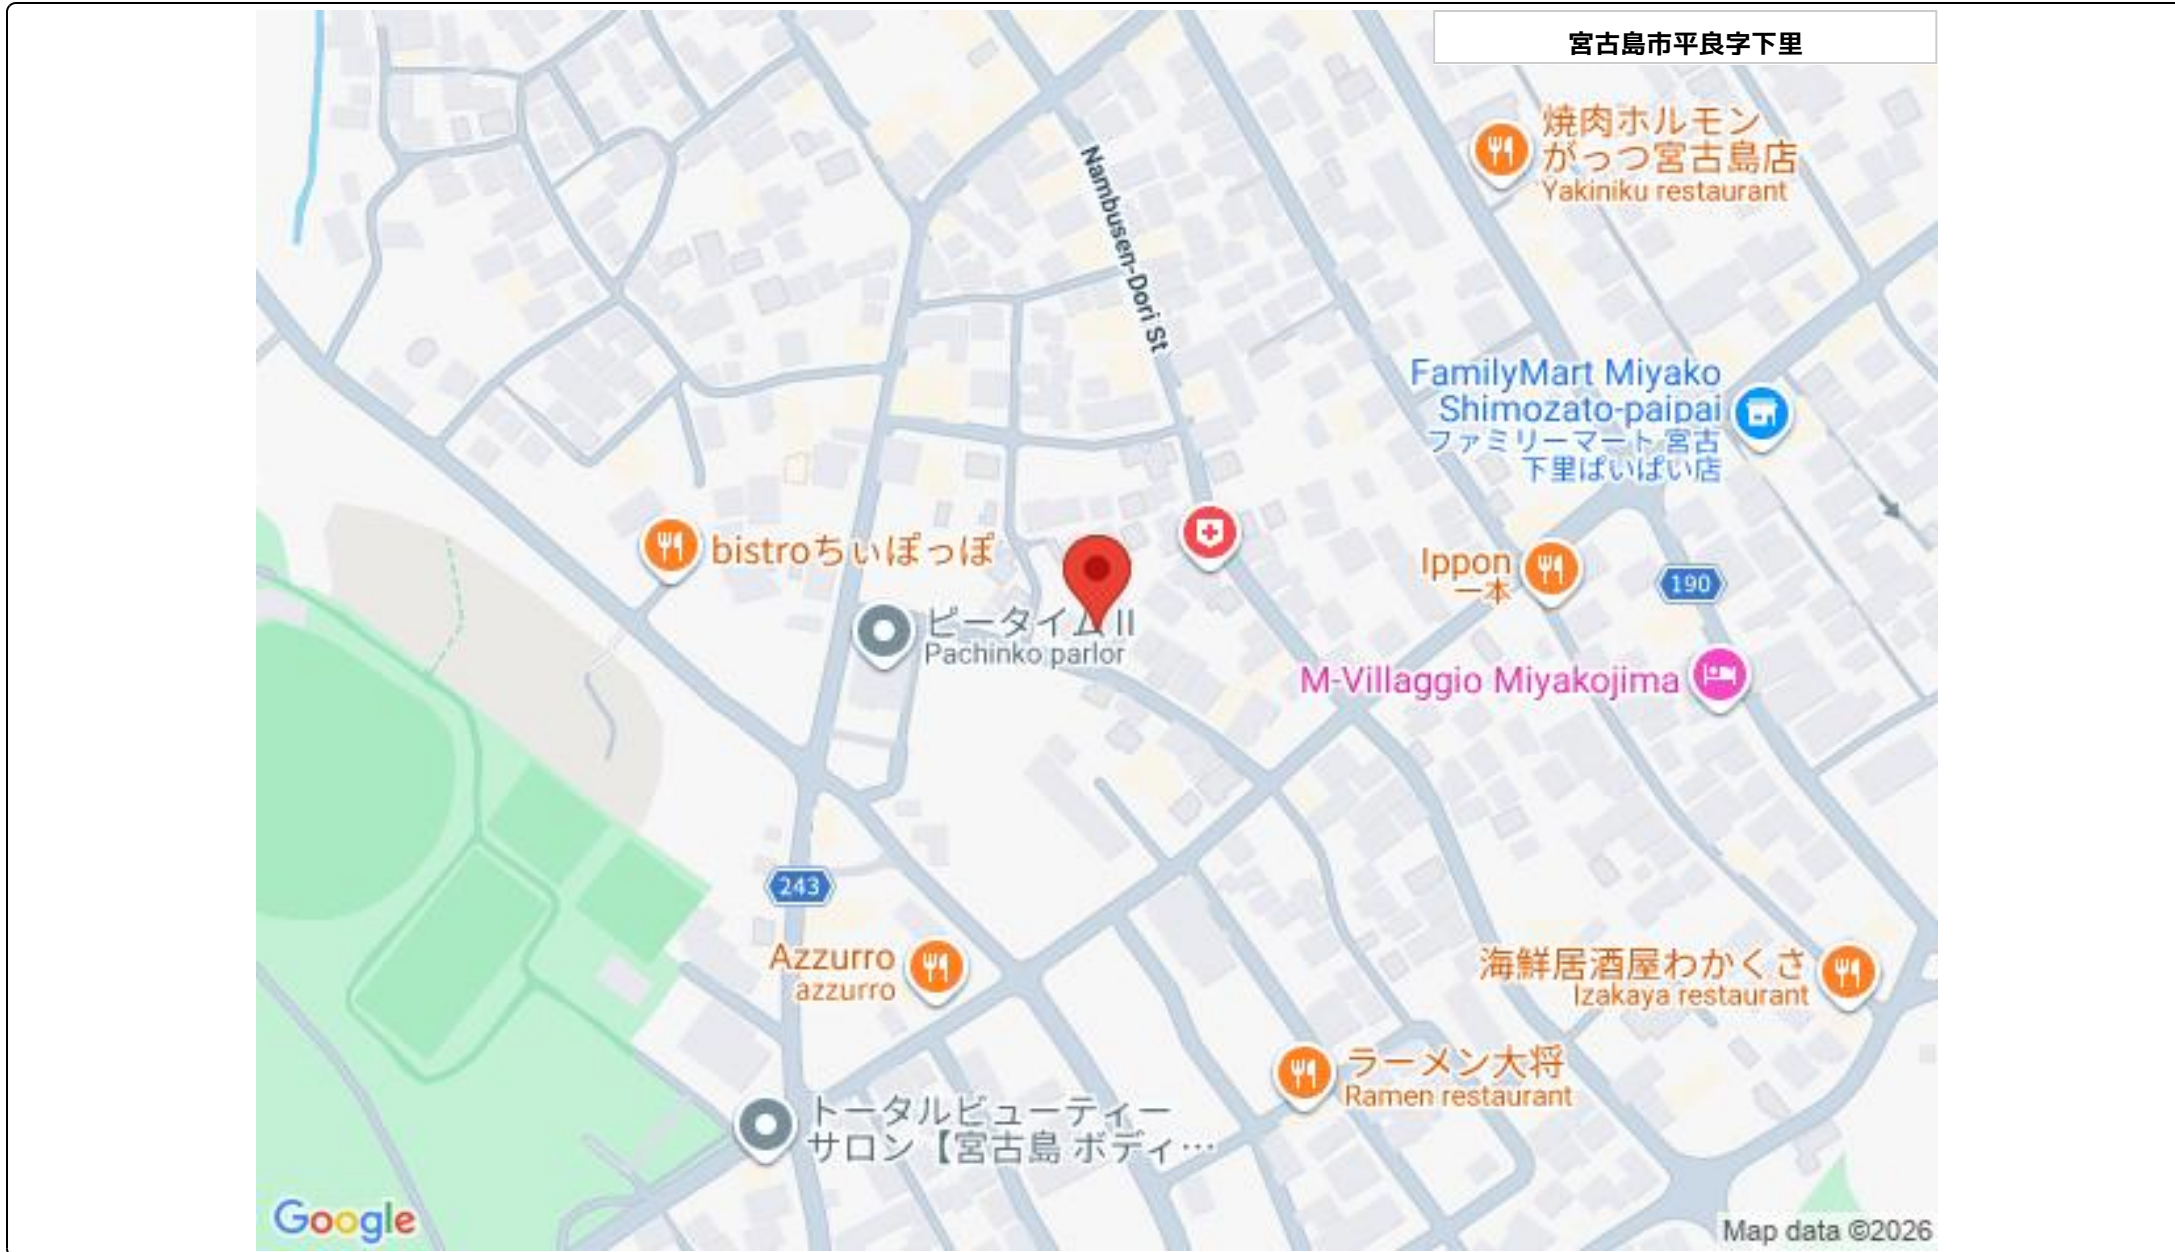 宮古島市平良字下里
焼肉ホルモン
がっつ宮古島店
Yakiniku restaurant
Nambusen-Dori St
FamilyMart Miyako
Shimozato-paipai
ファミリーマート 宮古
下里ぱいぱい店
bistroちぃぽっぽ
Ippon
一本
190
ピータイム II
Pachinko parlor
M-Villaggio Miyakojima
243
Azzurro
azzurro
海鮮居酒屋わかくさ
Izakaya restaurant
ラーメン大将
Ramen restaurant
トータルビューティー
サロン【宮古島 ボディ…
Google
Map data ©2026